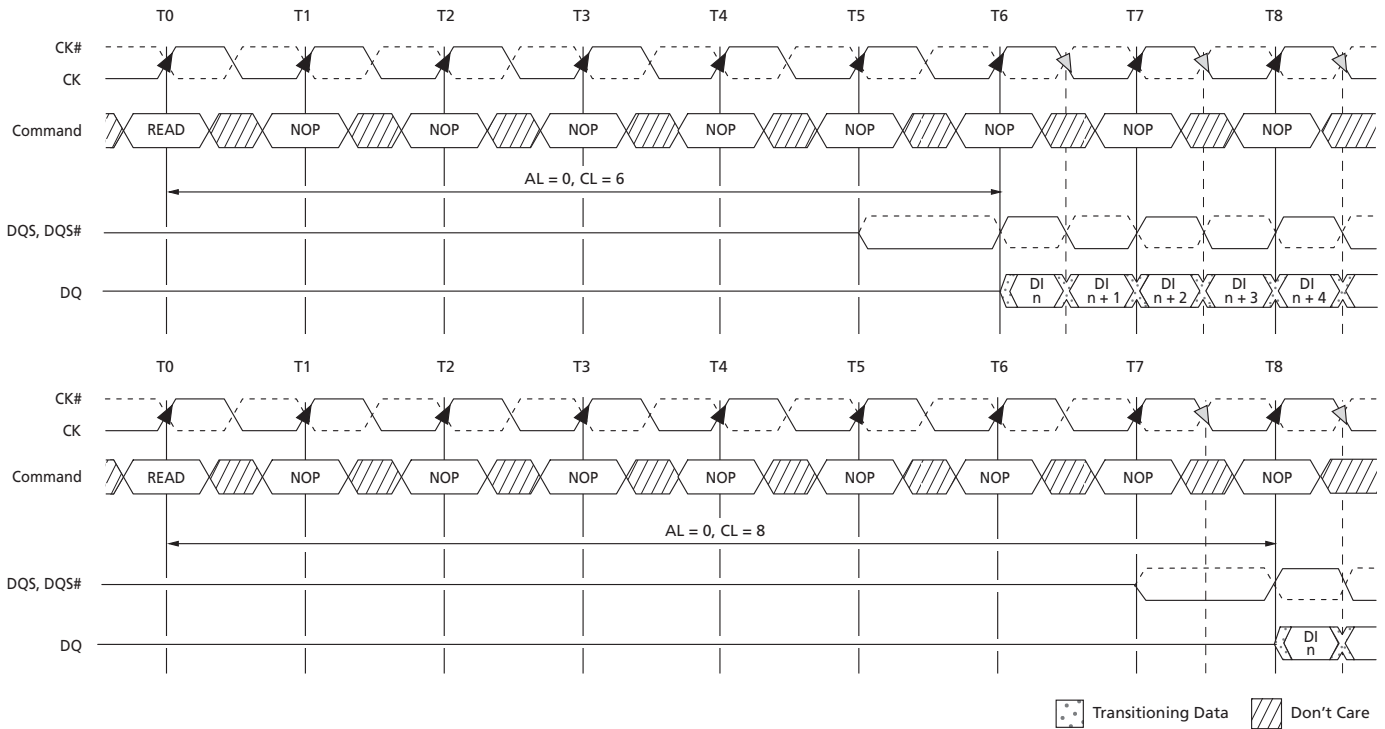 T0 T1 T2 T3 T4 T5 T6 T7 T8
CK#
CK
Command READ NOP NOP NOP NOP NOP NOP NOP NOP
AL = 0, CL = 6
DQS, DQS#
DQ DI n DI n + 1 DI n + 2 DI n + 3 DI n + 4
T0 T1 T2 T3 T4 T5 T6 T7 T8
CK#
CK
Command READ NOP NOP NOP NOP NOP NOP NOP NOP
AL = 0, CL = 8
DQS, DQS#
DQ DI n
Transitioning Data Don't Care